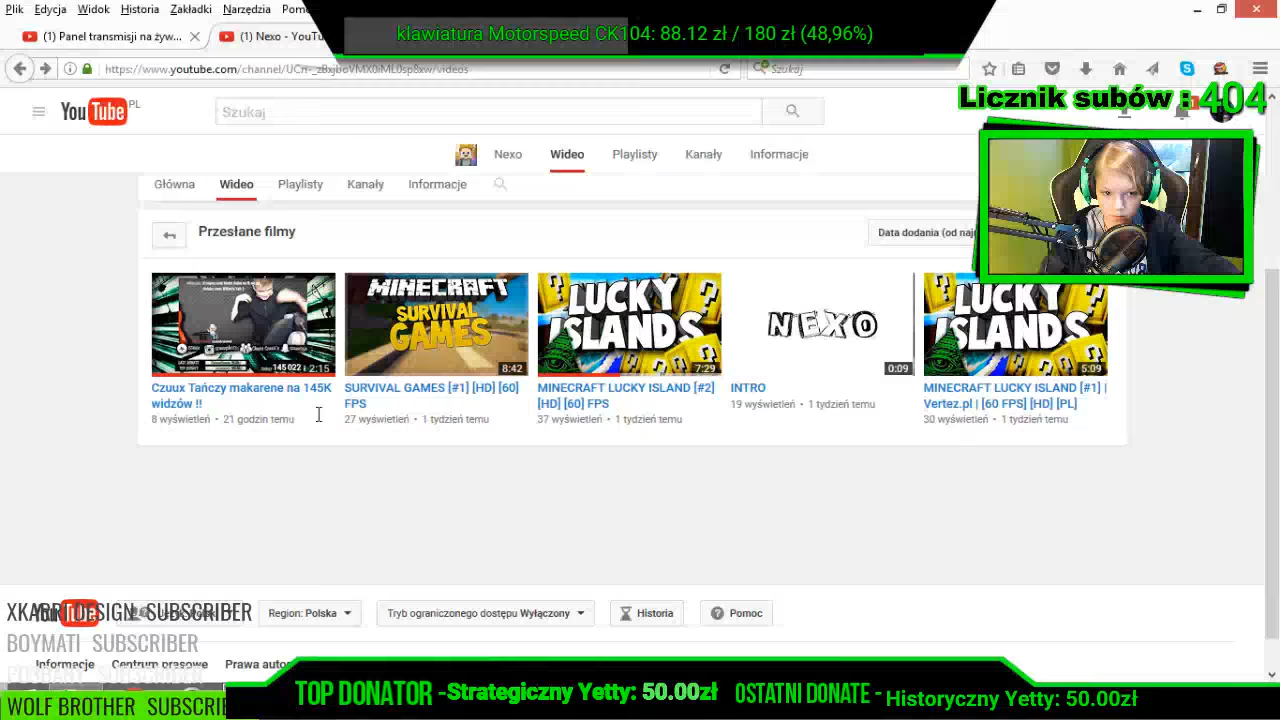 Plik Edycja Widok Historia Zakładki Narzędzia
klawiatura Motorspeed CK104: 88.12 zł / 180 zł (48,96%)
(1) Panel transmisji na żyw...
(1) Nexo - YouTu
Szukaj
Licznik subów : 404
YouTube PL
Szukaj
Nexo Wideo Playlisty Kanały Informacje
Główna Wideo Playlisty Kanały Informacje
Przesłane filmy
Data dodania (od naj
MINECRAFT
SURVIVAL
GAMES
LUCKY
ISLANDS
NEXO
LUCKY
ISLANDS
145 022
2:15
8:42
7:29
0:09
5:09
Czuux Tańczy makarene na 145K
widzów !!
8 wyświetleń • 21 godzin temu
SURVIVAL GAMES [#1] [HD] [60]
FPS
27 wyświetleń • 1 tydzień temu
MINECRAFT LUCKY ISLAND [#2]
[HD] [60] FPS
37 wyświetleń • 1 tydzień temu
INTRO
19 wyświetleń • 1 tydzień temu
MINECRAFT LUCKY ISLAND [#1] |
Vertez.pl | [60 FPS] [HD] [PL]
30 wyświetleń • 1 tydzień temu
SUBSCRIBER
Region: Polska
Tryb ograniczonego dostępu Wyłączony
Historia
Pomoc
BOYMATI SUBSCRIBER
Informacje Centrum prasowe Prawa autor
WOLF BROTHER SUBSCRIBE
TOP DONATOR -Strategiczny Yetty: 50.00zł
OSTATNI DONATE - Historyczny Yetty: 50.00zł